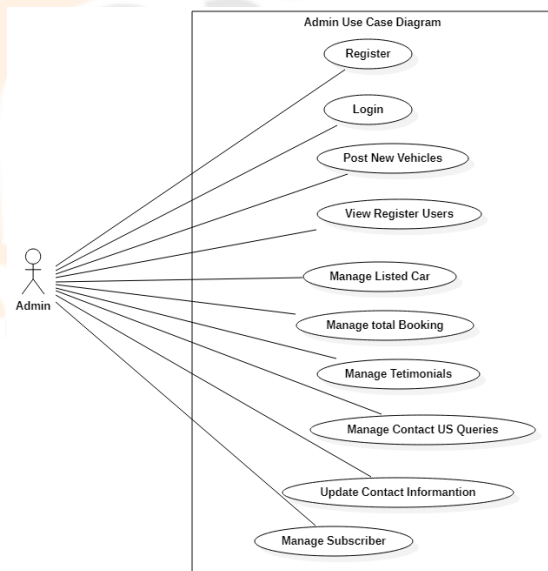 Admin Use Case Diagram
Register
Login
Post New Vehicles
View Register Users
Manage Listed Car
Admin
Manage total Booking
Manage Tetimonials
Manage Contact US Queries
Update Contact Informantion
Manage Subscriber